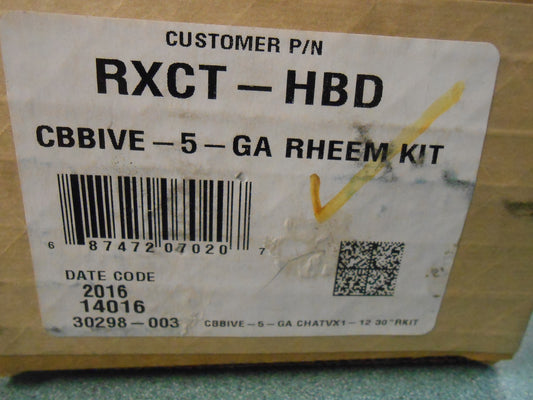 CUSTOMER P/N
RXCT – HBD
CBBIVE – 5 – GA RHEEM KIT
6 87472 07020 7
DATE CODE
2016
14016
30298–003 CBBIVE – 5 – GA CHATVX1 – 12 30"RKIT